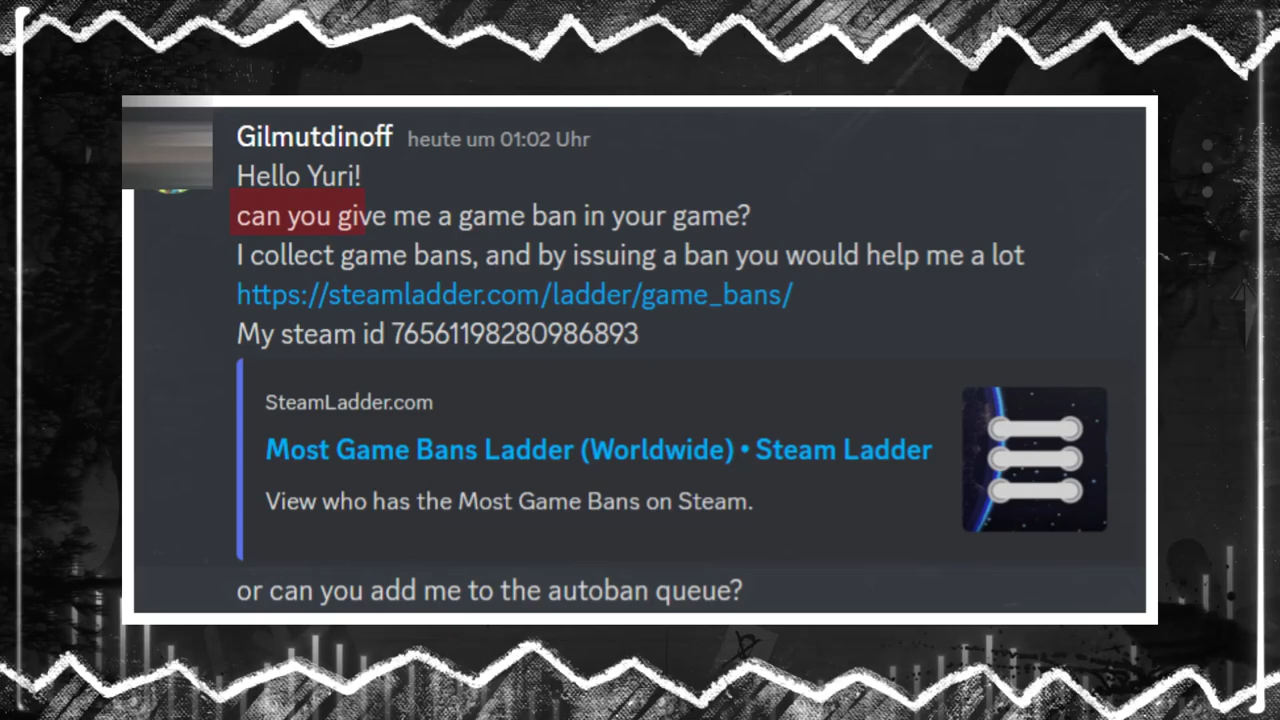 Gilmutdinoff heute um 01:02 Uhr
Hello Yuri!
can you give me a game ban in your game?
I collect game bans, and by issuing a ban you would help me a lot
https://steamladder.com/ladder/game_bans/
My steam id 76561198280986893
SteamLadder.com
Most Game Bans Ladder (Worldwide) • Steam Ladder
View who has the Most Game Bans on Steam.
or can you add me to the autoban queue?